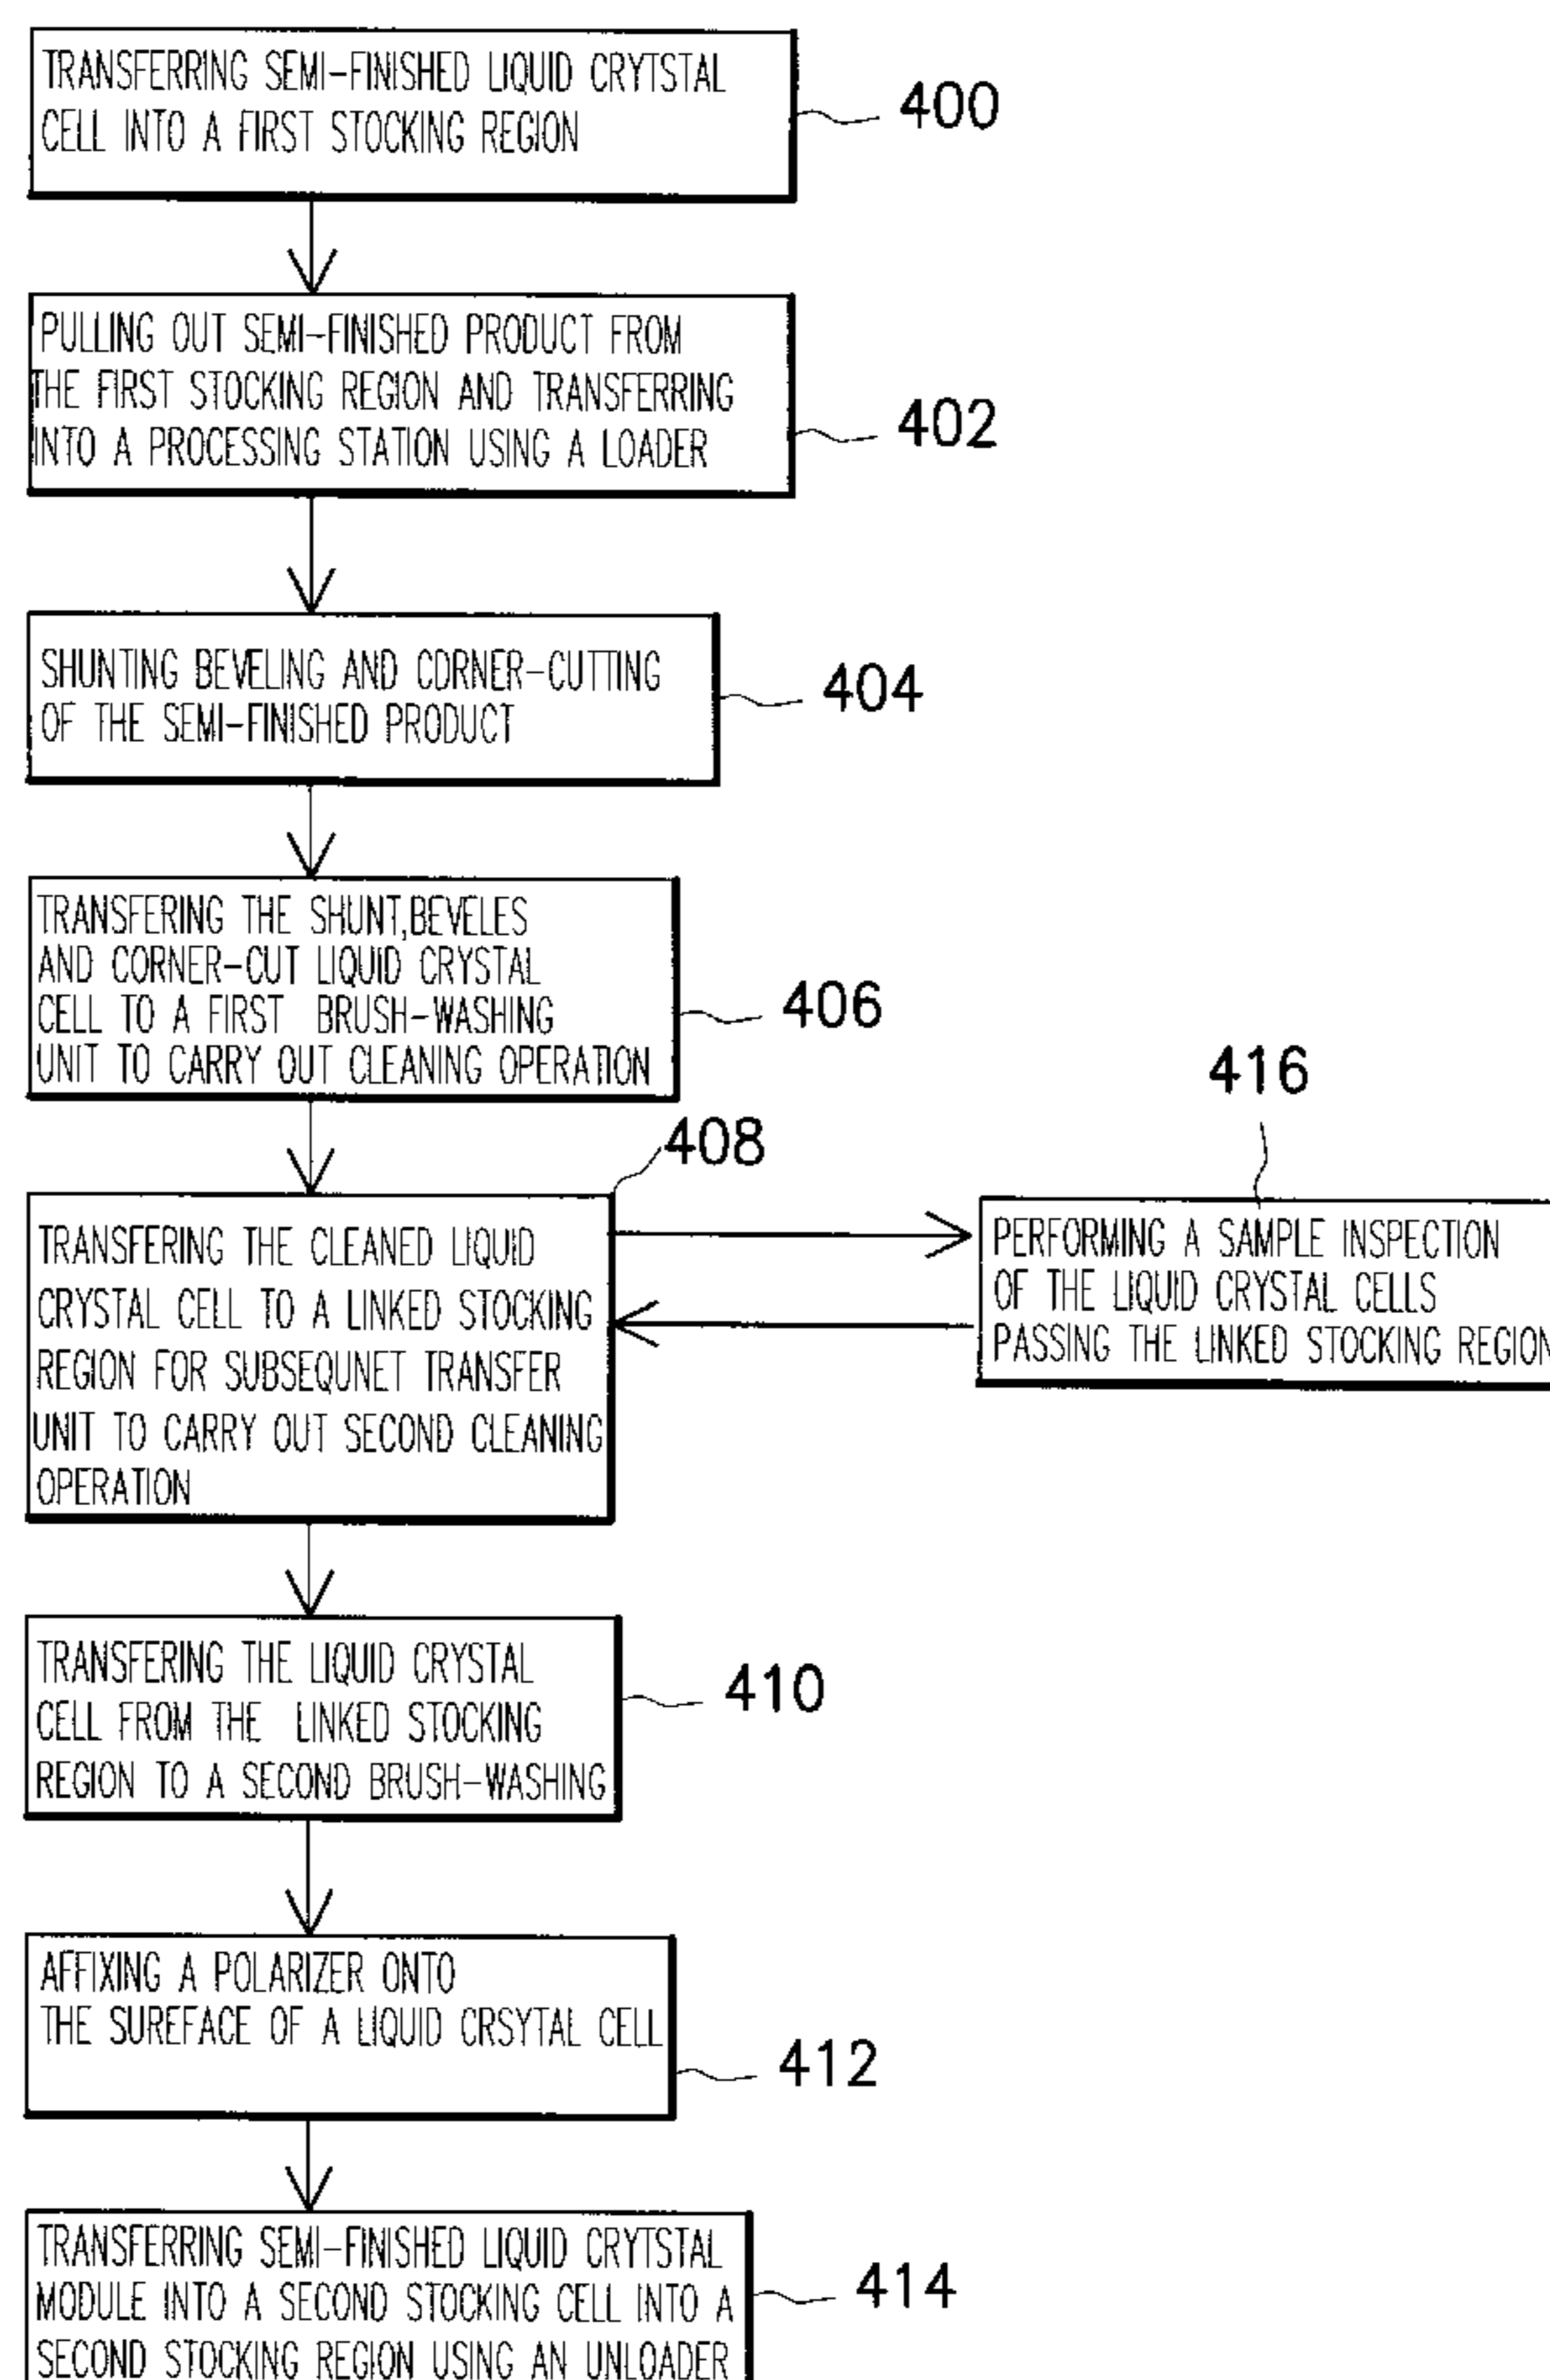 TRANSFERRING SEMI-FINISHED LIQUID CRYTSTAL
CELL INTO A FIRST STOCKING REGION
400
PULLING OUT SEMI-FINISHED PRODUCT FROM
THE FIRST STOCKING REGION AND TRANSFERRING
INTO A PROCESSING STATION USING A LOADER
402
SHUNTING BEVELING AND CORNER-CUTTING
OF THE SEMI-FINISHED PRODUCT
404
TRANSFERING THE SHUNT,BEVELES
AND CORNER-CUT LIQUID CRYSTAL
CELL TO A FIRST BRUSH-WASHING
UNIT TO CARRY OUT CLEANING OPERATION
406
408
TRANSFERING THE CLEANED LIQUID
CRYSTAL CELL TO A LINKED STOCKING
REGION FOR SUBSEQUNET TRANSFER
UNIT TO CARRY OUT SECOND CLEANING
OPERATION
416
PERFORMING A SAMPLE INSPECTION
OF THE LIQUID CRYSTAL CELLS
PASSING THE LINKED STOCKING REGION
TRANSFERING THE LIQUID CRYSTAL
CELL FROM THE LINKED STOCKING
REGION TO A SECOND BRUSH-WASHING
410
AFFIXING A POLARIZER ONTO
THE SUREFACE OF A LIQUID CRSYTAL CELL
412
TRANSFERRING SEMI-FINISHED LIQUID CRYTSTAL
MODULE INTO A SECOND STOCKING CELL INTO A
SECOND STOCKING REGION USING AN UNLOADER
414